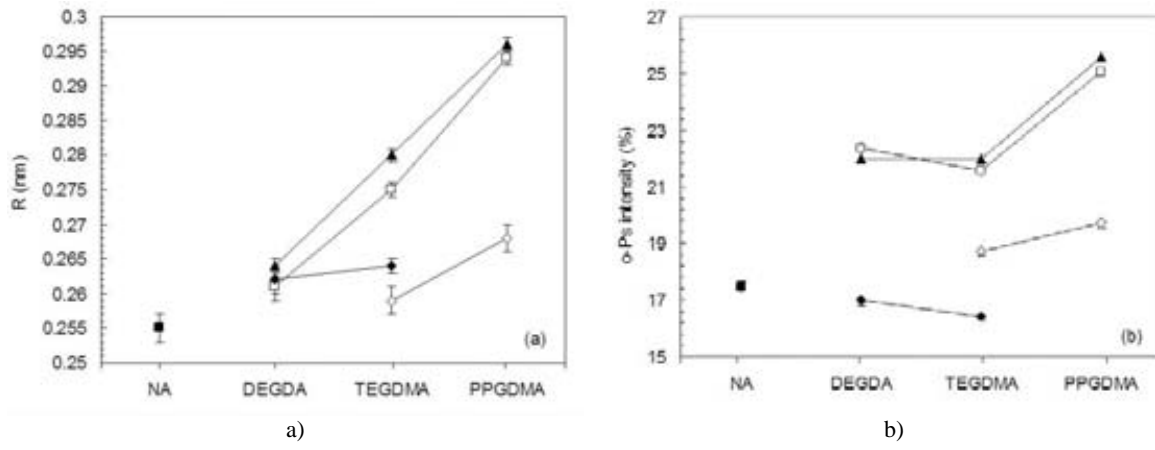 0.3
0.295
0.29
0.285
0.28
0.275
0.27
0.265
0.26
0.255
0.25
R (nm)
NA DEGDA TEGDMA PPGDMA
(a)
a)
27
25
23
21
19
17
15
o-Ps intensity (%)
NA DEGDA TEGDMA PPGDMA
(b)
b)